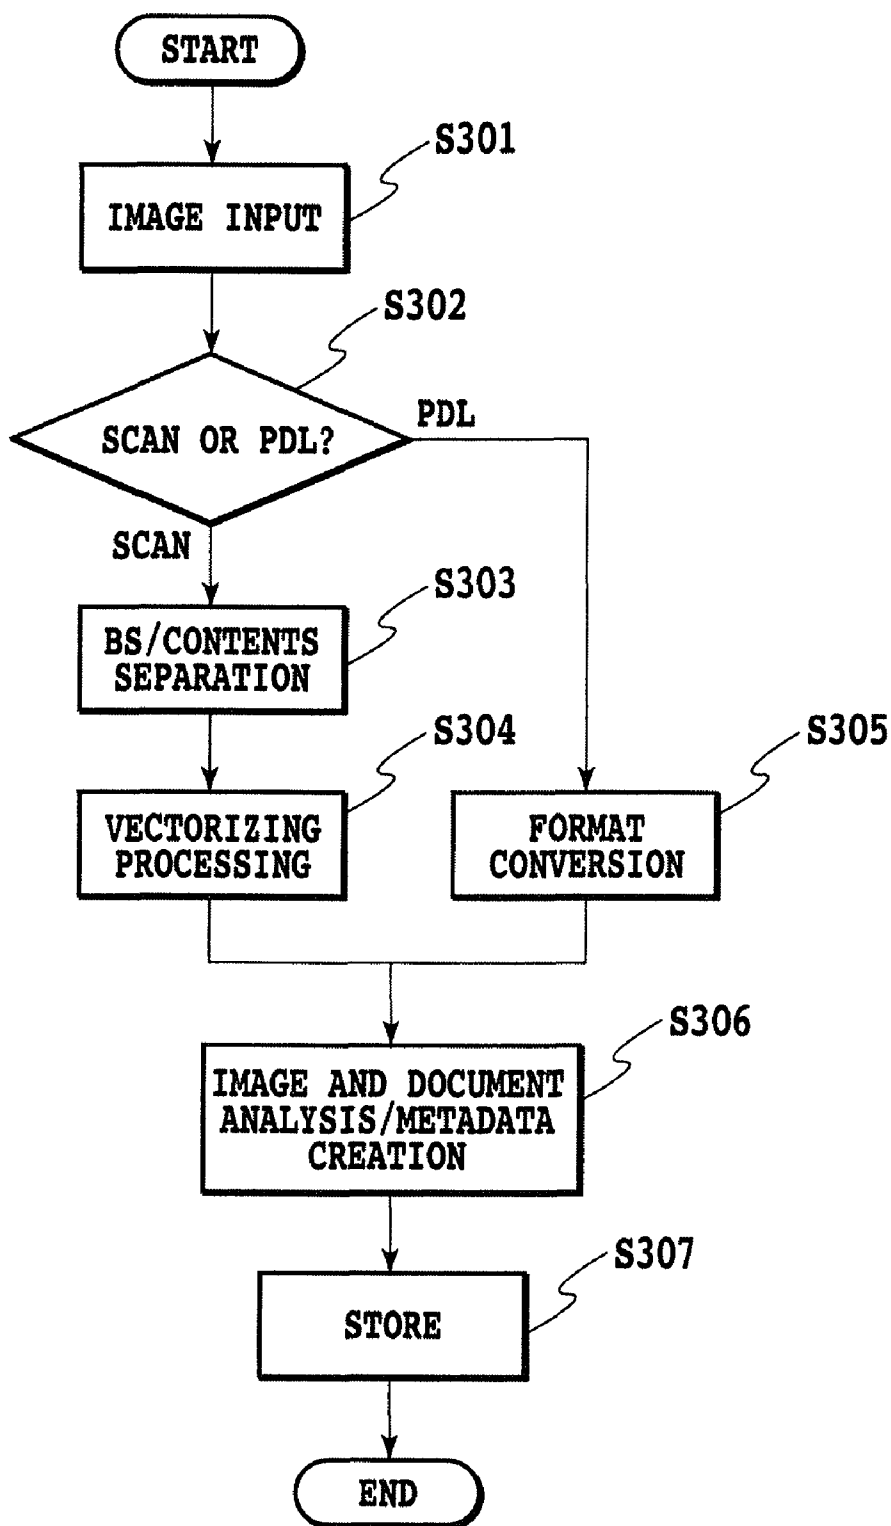 START
S301
IMAGE INPUT
S302
SCAN OR PDL?
PDL
SCAN
S303
BS/CONTENTS
SEPARATION
S304
VECTORIZING
PROCESSING
S305
FORMAT
CONVERSION
S306
IMAGE AND DOCUMENT
ANALYSIS/METADATA
CREATION
S307
STORE
END